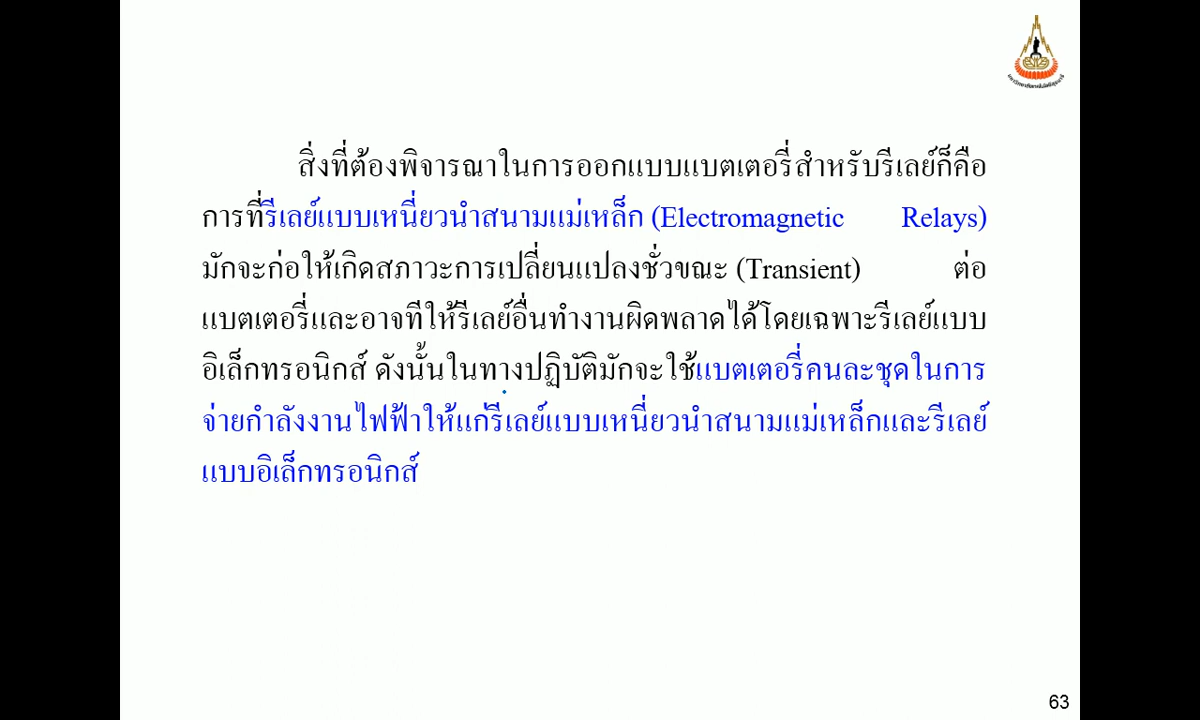 สิ่งที่ต้องพิจารณาในการออกแบบแบตเตอรี่สำหรับรีเลย์ก็คือ
การที่รีเลย์แบบเหนี่ยวนำสนามแม่เหล็ก (Electromagnetic Relays)
มักจะก่อให้เกิดสภาวะการเปลี่ยนแปลงชั่วขณะ (Transient) ต่อ
แบตเตอรี่และอาจทีให้รีเลย์อื่นทำงานผิดพลาดได้โดยเฉพาะรีเลย์แบบ
อิเล็กทรอนิกส์ ดังนั้นในทางปฏิบัติมักจะใช้แบตเตอรี่คนละชุดในการ
จ่ายกำลังงานไฟฟ้าให้แก่รีเลย์แบบเหนี่ยวนำสนามแม่เหล็กและรีเลย์
แบบอิเล็กทรอนิกส์
63